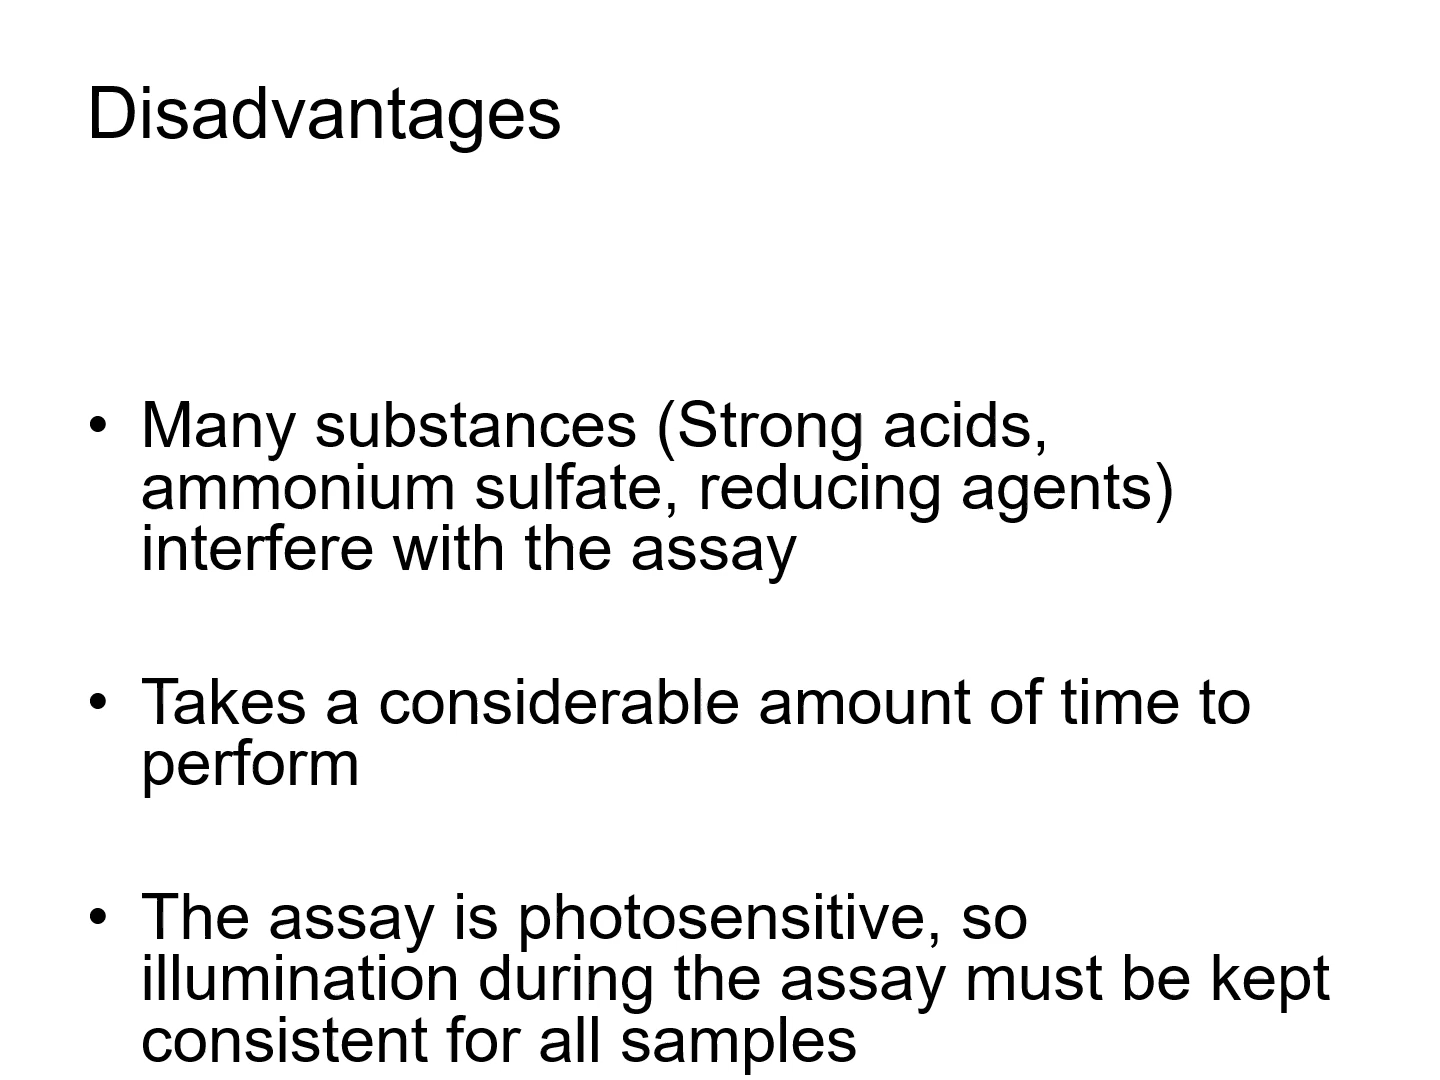 Disadvantages
• Many substances (Strong acids,
ammonium sulfate, reducing agents)
interfere with the assay
• Takes a considerable amount of time to
perform
• The assay is photosensitive, so
illumination during the assay must be kept
consistent for all samples